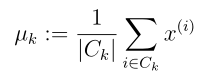 μ_k := \frac{1}{|C_k|} \sum_{i \in C_k} x^{(i)}